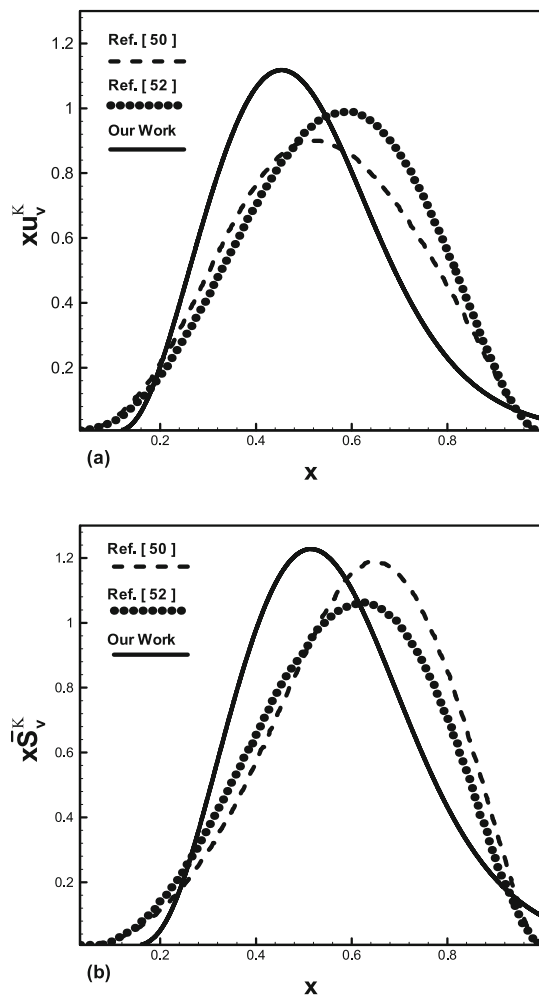 1.2
1
0.8
0.6
0.4
0.2
xu_v^K
Ref. [ 50 ]
Ref. [ 52 ]
Our Work
0.2 0.4 0.6 0.8
(a)
x
1.2
1
0.8
0.6
0.4
0.2
xS̄_v^K
Ref. [ 50 ]
Ref. [ 52 ]
Our Work
0.2 0.4 0.6 0.8
(b)
x